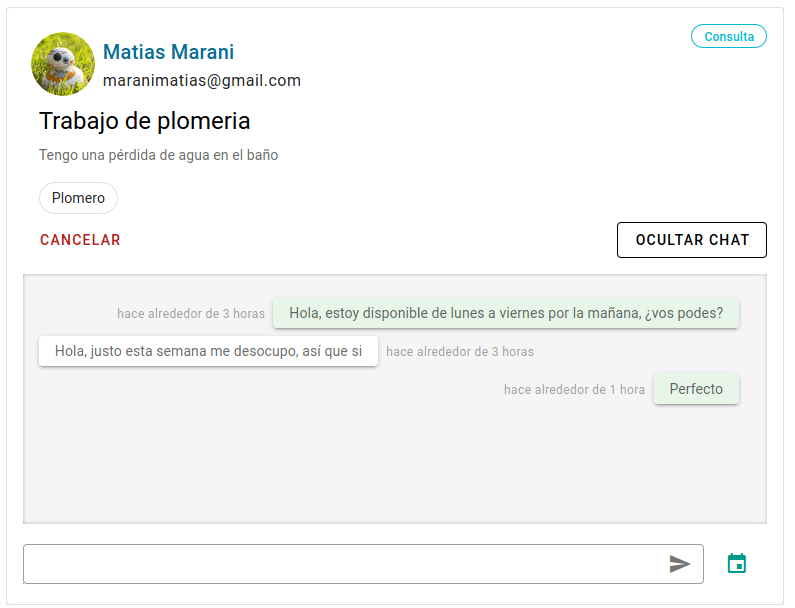 Matias Marani
Consulta
maranimatias@gmail.com
Trabajo de plomeria
Tengo una pérdida de agua en el baño
Plomero
CANCELAR
OCULTAR CHAT
hace alrededor de 3 horas
Hola, estoy disponible de lunes a viernes por la mañana, ¿vos podes?
Hola, justo esta semana me desocupo, así que si
hace alrededor de 3 horas
hace alrededor de 1 hora
Perfecto